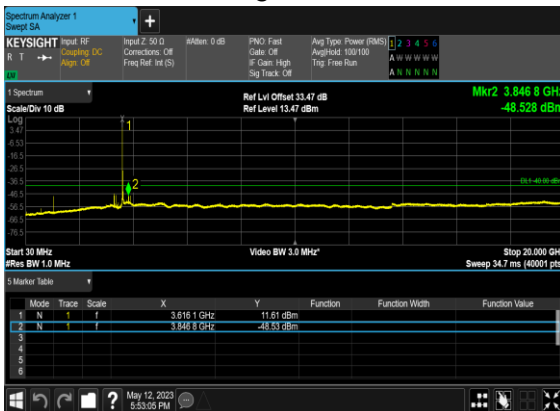 Spectrum Analyzer 1
Swept SA
KEYSIGHT Input: RF Input Z: 50 Ω #Atten: 0 dB PNO: Fast Avg Type: Power (RMS) 1 2 3 4 5 6
R T Coupling: DC Corrections: Off Gate: Off Avg|Hold: 100/100 A W W W W W
Align: Off Freq Ref: Int (S) IF Gain: High Trig: Free Run
LW Sig Track: Off A N N N N N
1 Spectrum Ref Lvl Offset 33.47 dB Mkr2 3.846 8 GHz
Scale/Div 10 dB Ref Level 13.47 dBm -48.528 dBm
Log
3.47
-6.53
-16.5
-26.5
-36.5
-46.5
-56.5
-66.5
-76.5
1
2
DL1 -40.00 dBm
Start 30 MHz Video BW 3.0 MHz* Stop 20.000 GHz
#Res BW 1.0 MHz Sweep 34.7 ms (40001 pts
5 Marker Table
Mode Trace Scale X Y Function Function Width Function Value
1 N 1 f 3.616 1 GHz 11.61 dBm
2 N 1 f 3.846 8 GHz -48.53 dBm
3
4
5
6
? May 12, 2023
5:53:05 PM